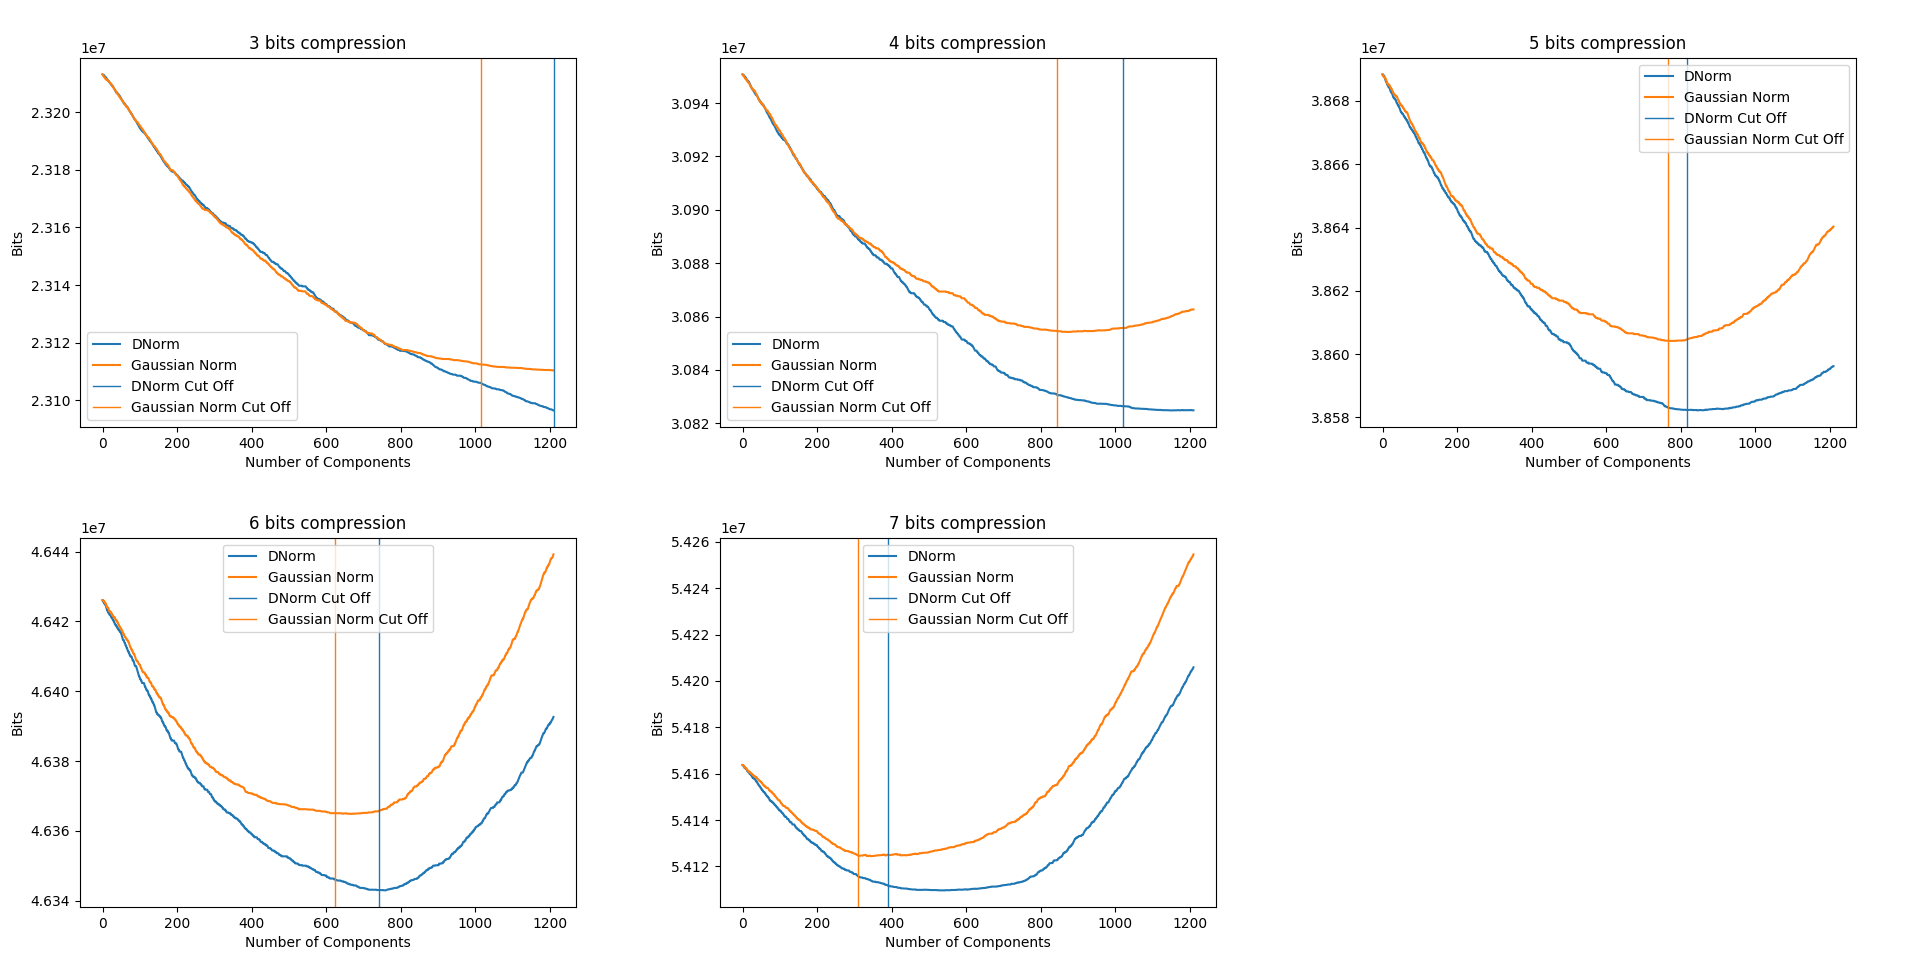 3 bits compression
1e7
2.320
2.318
2.316
2.314
2.312
2.310
Bits
DNorm
Gaussian Norm
DNorm Cut Off
Gaussian Norm Cut Off
0 200 400 600 800 1000 1200
Number of Components
4 bits compression
1e7
3.094
3.092
3.090
3.088
3.086
3.084
3.082
Bits
DNorm
Gaussian Norm
DNorm Cut Off
Gaussian Norm Cut Off
0 200 400 600 800 1000 1200
Number of Components
5 bits compression
1e7
3.868
3.866
3.864
3.862
3.860
3.858
Bits
DNorm
Gaussian Norm
DNorm Cut Off
Gaussian Norm Cut Off
0 200 400 600 800 1000 1200
Number of Components
6 bits compression
1e7
4.644
4.642
4.640
4.638
4.636
4.634
Bits
DNorm
Gaussian Norm
DNorm Cut Off
Gaussian Norm Cut Off
0 200 400 600 800 1000 1200
Number of Components
7 bits compression
1e7
5.426
5.424
5.422
5.420
5.418
5.416
5.414
5.412
Bits
DNorm
Gaussian Norm
DNorm Cut Off
Gaussian Norm Cut Off
0 200 400 600 800 1000 1200
Number of Components